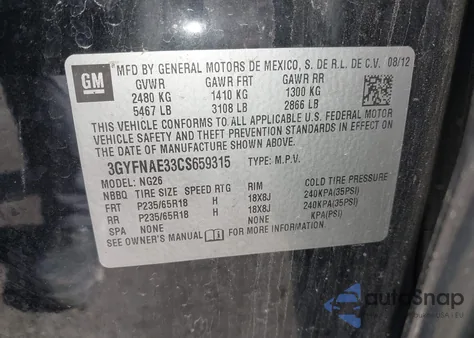 GM
MFD BY GENERAL MOTORS DE MEXICO, S. DE R.L. DE C.V. 08/12
GVWR GAWR FRT GAWR RR
2480 KG 1410 KG 1300 KG
5467 LB 3108 LB 2866 LB
THIS VEHICLE CONFORMS TO ALL APPLICABLE U.S. FEDERAL MOTOR
VEHICLE SAFETY, BUMPER, AND THEFT PREVENTION STANDARDS IN
EFFECT ON THE DATE OF MANUFACTURE SHOWN ABOVE.
3GYFNAE33CS659315 TYPE: M.P.V.
MODEL: NG26
NBBQ TIRE SIZE SPEED RTG RIM COLD TIRE PRESSURE
FRT P235/65R18 H 18X8J 240KPA(35PSI)
RR P235/65R18 H 18X8J 240KPA(35PSI)
SPA NONE NONE KPA(PSI)
SEE OWNER'S MANUAL FOR MORE INFORMATION.
autoSnap